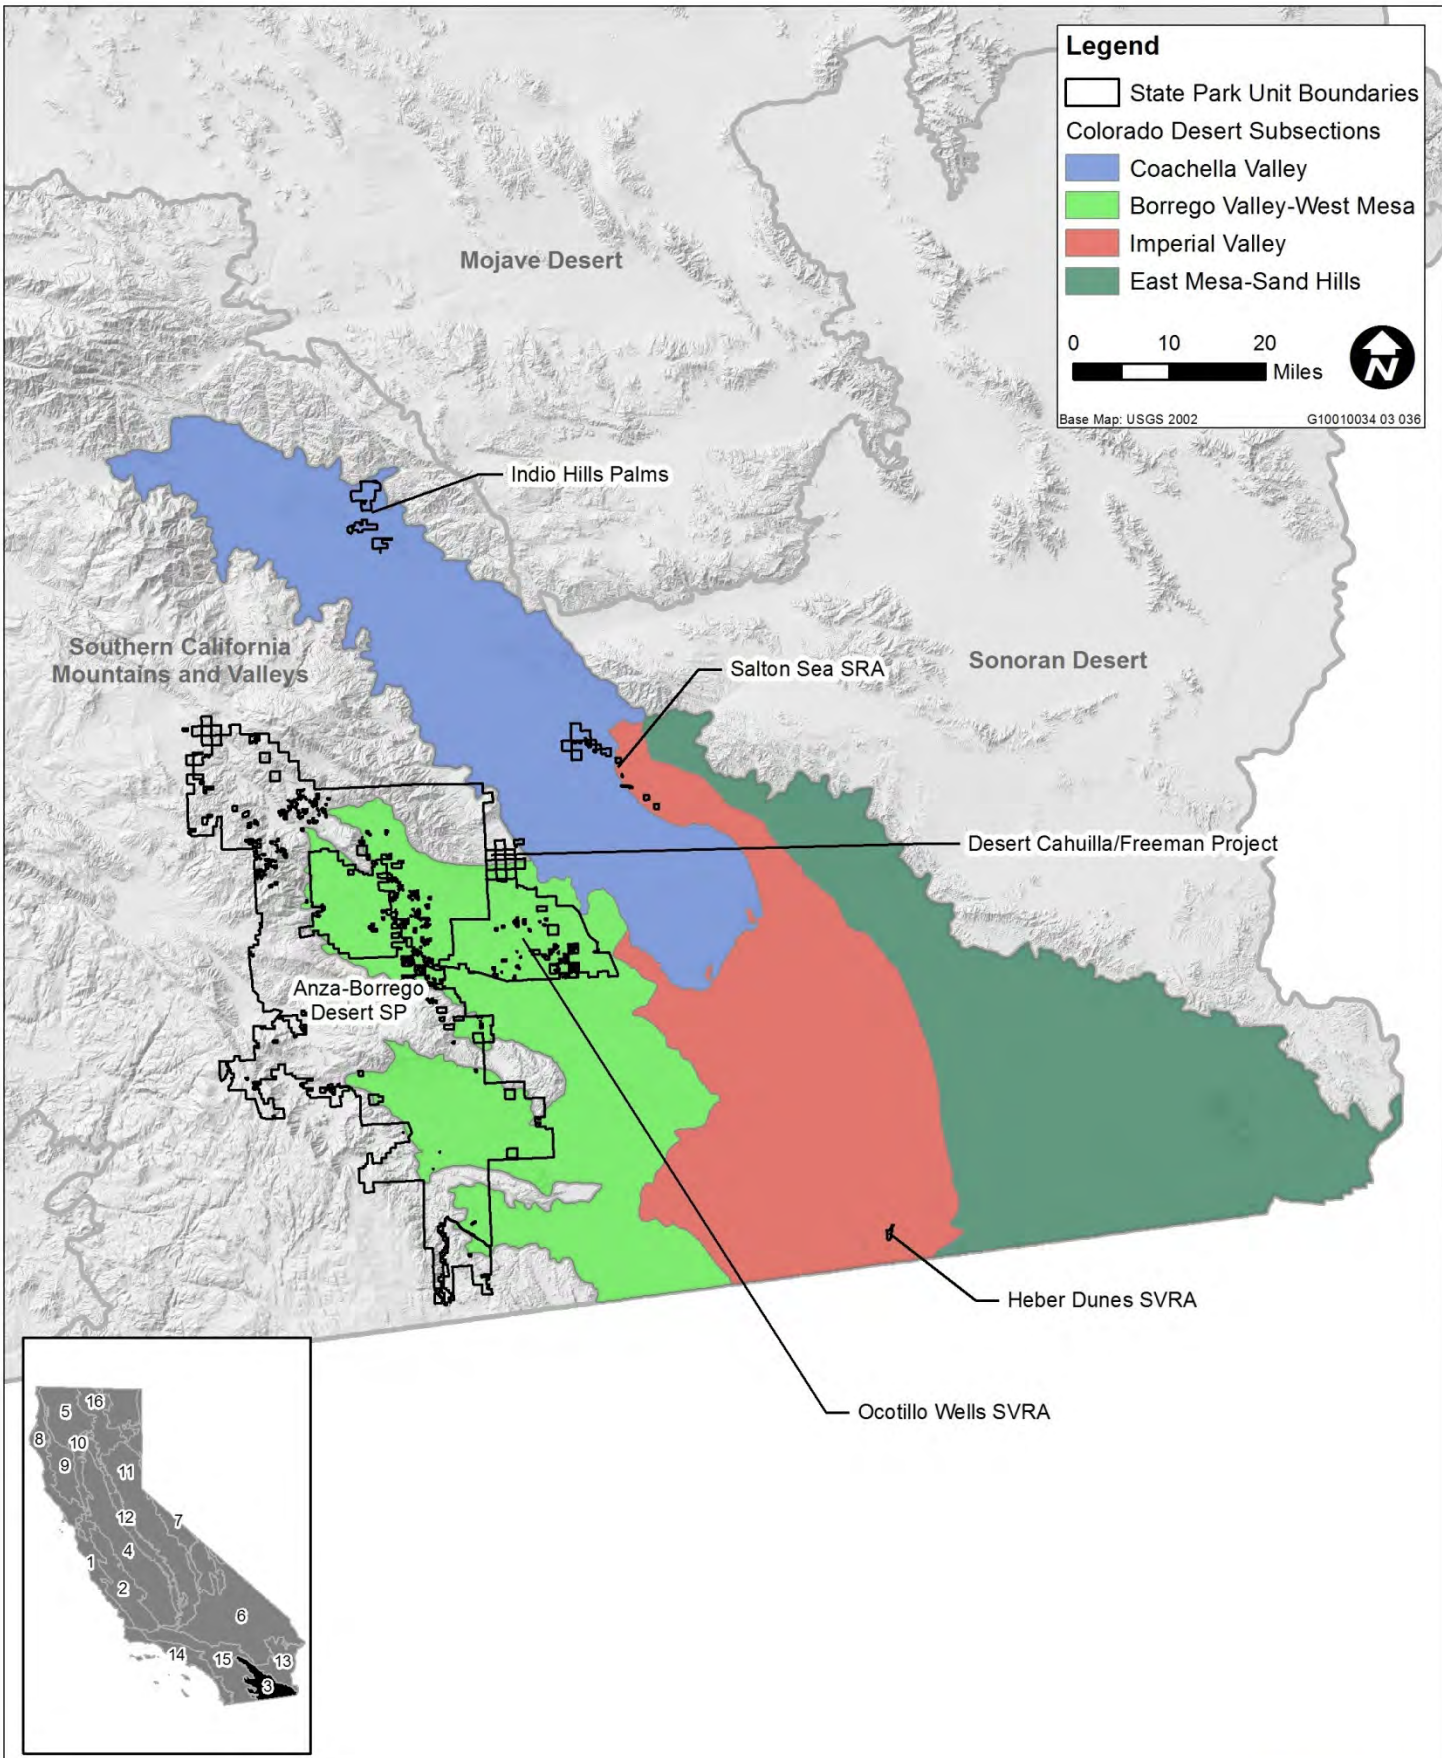 Legend
State Park Unit Boundaries
Colorado Desert Subsections
Coachella Valley
Borrego Valley-West Mesa
Imperial Valley
East Mesa-Sand Hills
0 10 20
Miles
N
Base Map: USGS 2002 G10010034 03 036
Mojave Desert
Indio Hills Palms
Southern California
Mountains and Valleys
Salton Sea SRA
Sonoran Desert
Desert Cahuilla/Freeman Project
Anza-Borrego
Desert SP
Heber Dunes SVRA
Ocotillo Wells SVRA
16
5
8
10
9
11
12
7
4
1
2
6
14
15
13
3